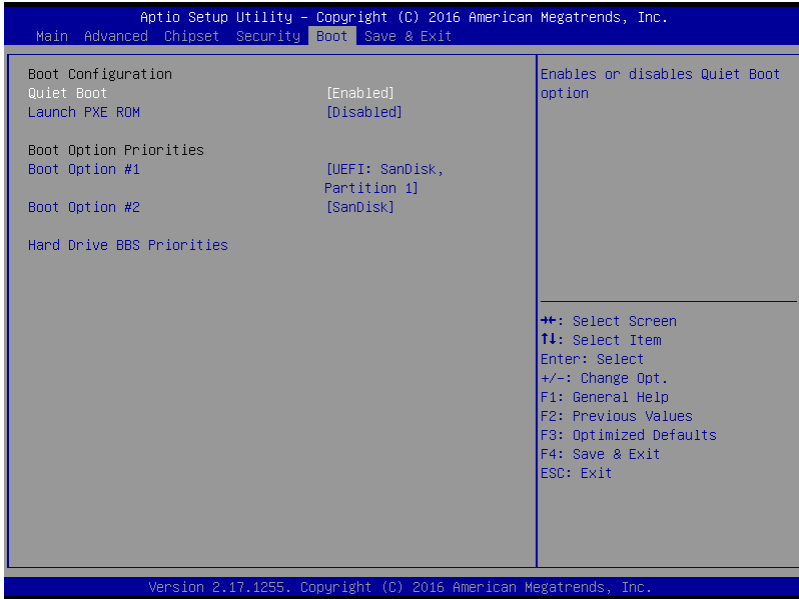 Aptio Setup Utility – Copyright (C) 2016 American Megatrends, Inc.
Main Advanced Chipset Security Boot Save & Exit
Boot Configuration
Quiet Boot [Enabled]
Launch PXE ROM [Disabled]
Boot Option Priorities
Boot Option #1 [UEFI: SanDisk,
Partition 1]
Boot Option #2 [SanDisk]
Hard Drive BBS Priorities
Enables or disables Quiet Boot
option
→←: Select Screen
↑↓: Select Item
Enter: Select
+/-: Change Opt.
F1: General Help
F2: Previous Values
F3: Optimized Defaults
F4: Save & Exit
ESC: Exit
Version 2.17.1255. Copyright (C) 2016 American Megatrends, Inc.